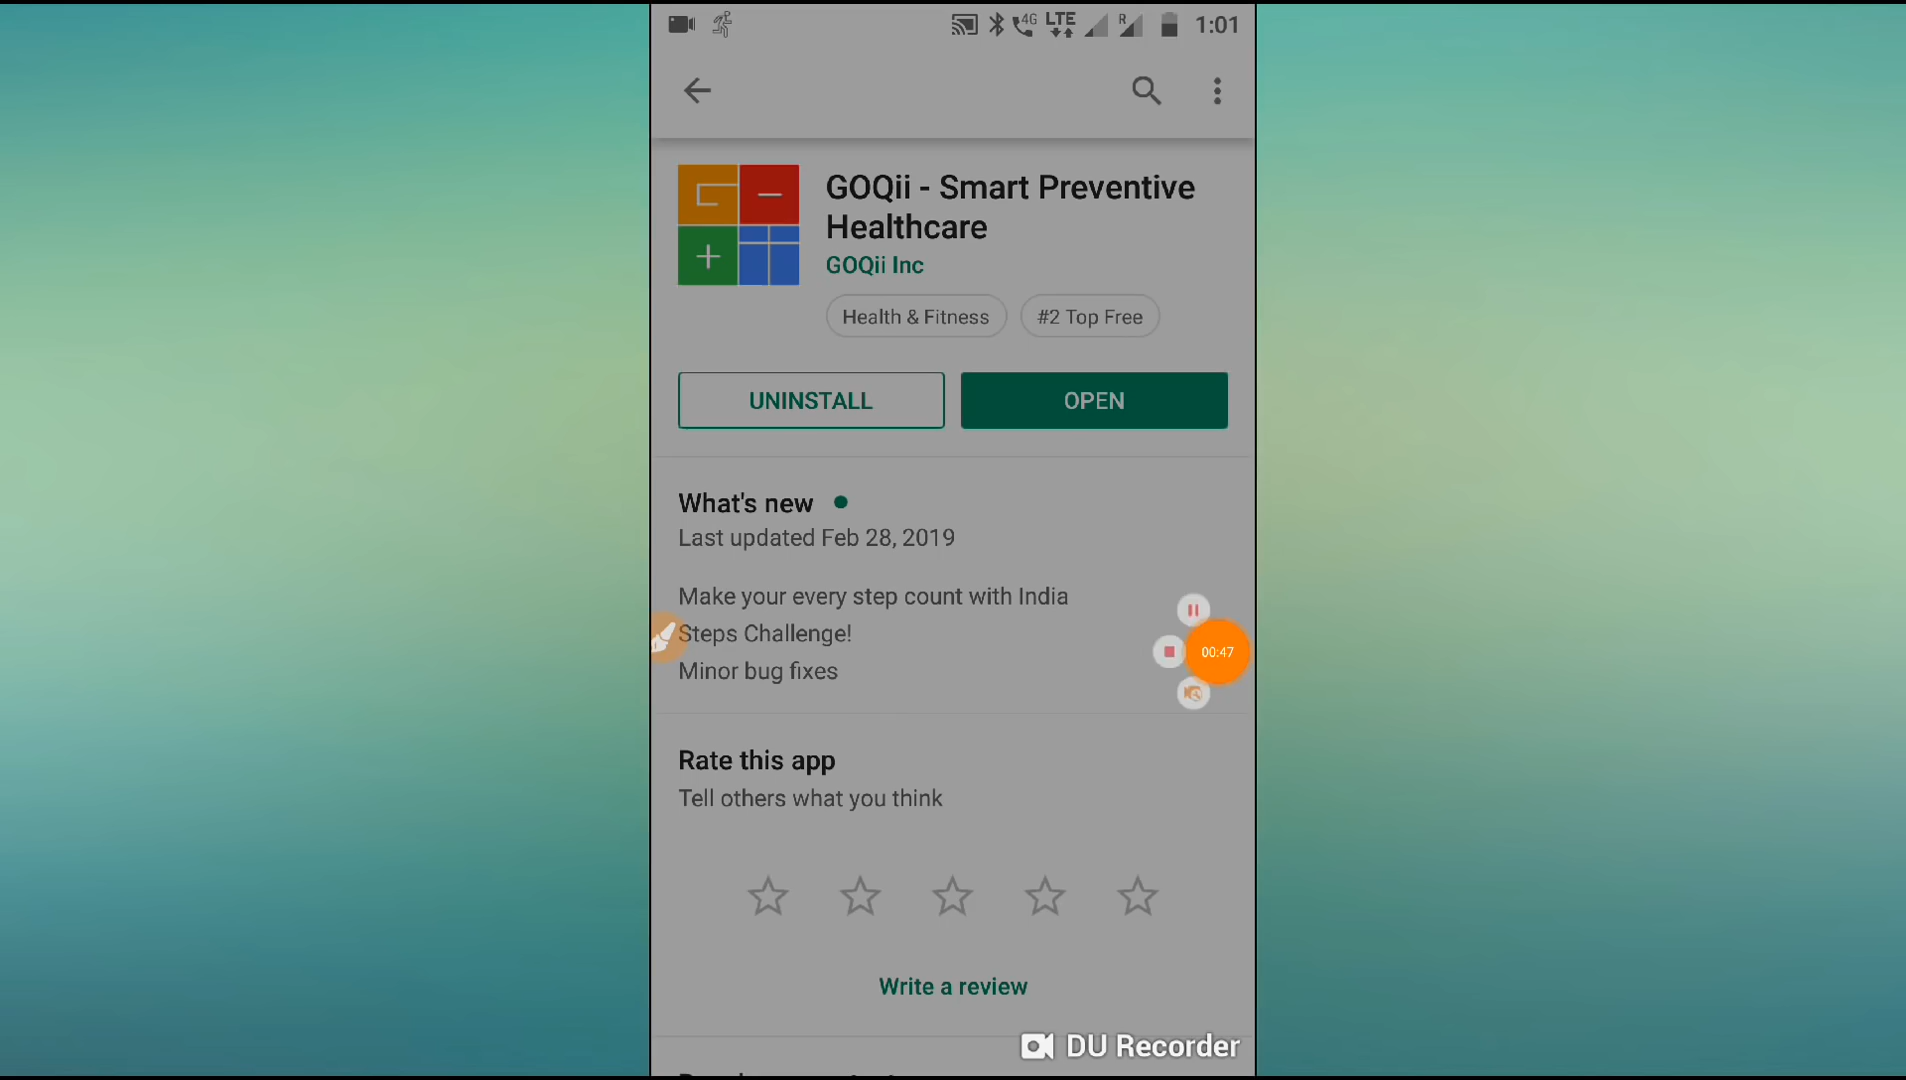 4G LTE R 1:01
GOQii - Smart Preventive
Healthcare
GOQii Inc
Health & Fitness #2 Top Free
UNINSTALL OPEN
What's new
Last updated Feb 28, 2019
Make your every step count with India
Steps Challenge!
Minor bug fixes
00:47
Rate this app
Tell others what you think
Write a review
DU Recorder